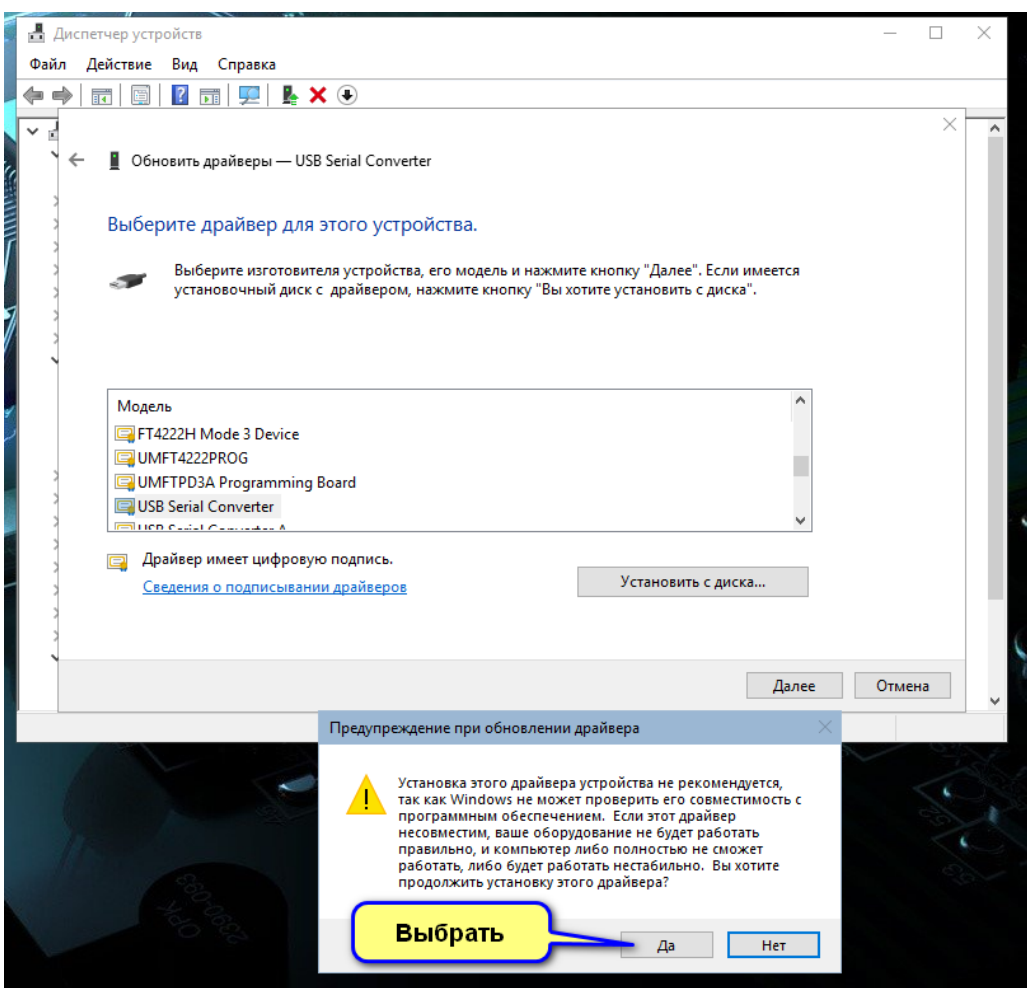 Диспетчер устройств
Файл Действие Вид Справка
Обновить драйверы — USB Serial Converter
Выберите драйвер для этого устройства.
Выберите изготовителя устройства, его модель и нажмите кнопку "Далее". Если имеется
установочный диск с драйвером, нажмите кнопку "Вы хотите установить с диска".
Модель
FT4222H Mode 3 Device
UMFT4222PROG
UMFTPD3A Programming Board
USB Serial Converter
USB Serial Converter A
Драйвер имеет цифровую подпись.
Сведения о подписывании драйверов
Установить с диска...
Далее Отмена
Предупреждение при обновлении драйвера
Установка этого драйвера устройства не рекомендуется,
так как Windows не может проверить его совместимость с
программным обеспечением. Если этот драйвер
несовместим, ваше оборудование не будет работать
правильно, и компьютер либо полностью не сможет
работать, либо будет работать нестабильно. Вы хотите
продолжить установку этого драйвера?
Выбрать
Да Нет